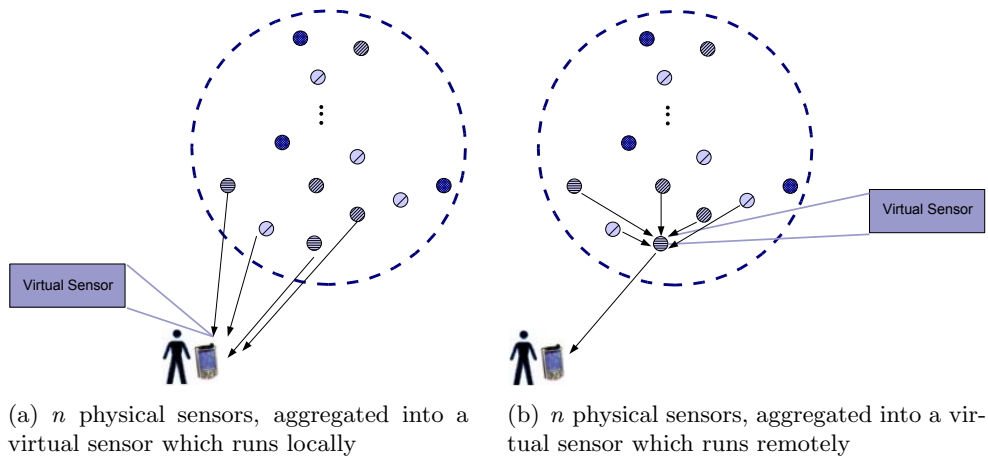 Virtual Sensor
Virtual Sensor
(a) n physical sensors, aggregated into a
virtual sensor which runs locally
(b) n physical sensors, aggregated into a vir-
tual sensor which runs remotely